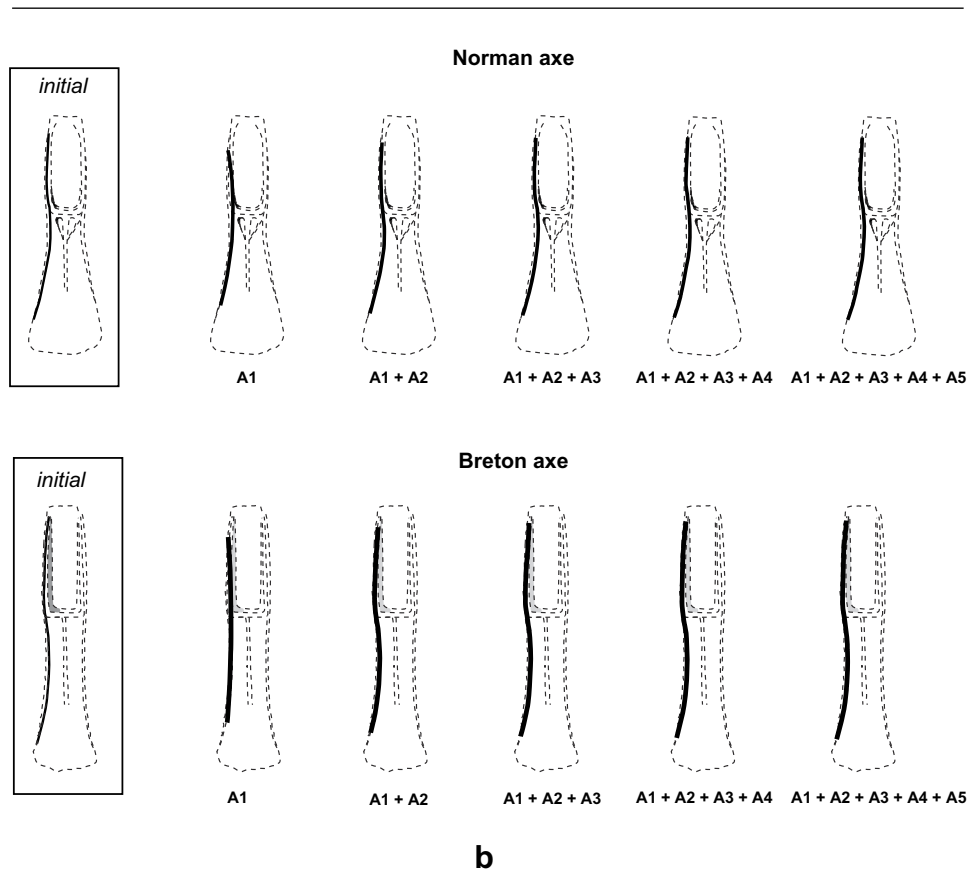 Norman axe
initial
A1
A1 + A2
A1 + A2 + A3
A1 + A2 + A3 + A4
A1 + A2 + A3 + A4 + A5
Breton axe
initial
A1
A1 + A2
A1 + A2 + A3
A1 + A2 + A3 + A4
A1 + A2 + A3 + A4 + A5
b